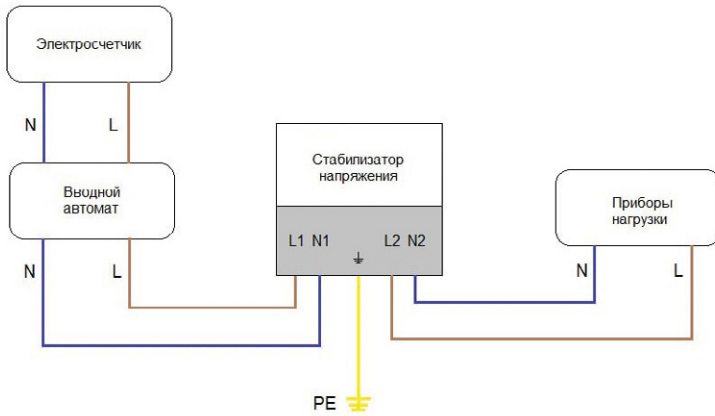 Электросчетчик
N
L
Вводной
автомат
N
L
Стабилизатор
напряжения
L1 N1
L2 N2
PE
Приборы
нагрузки
N
L